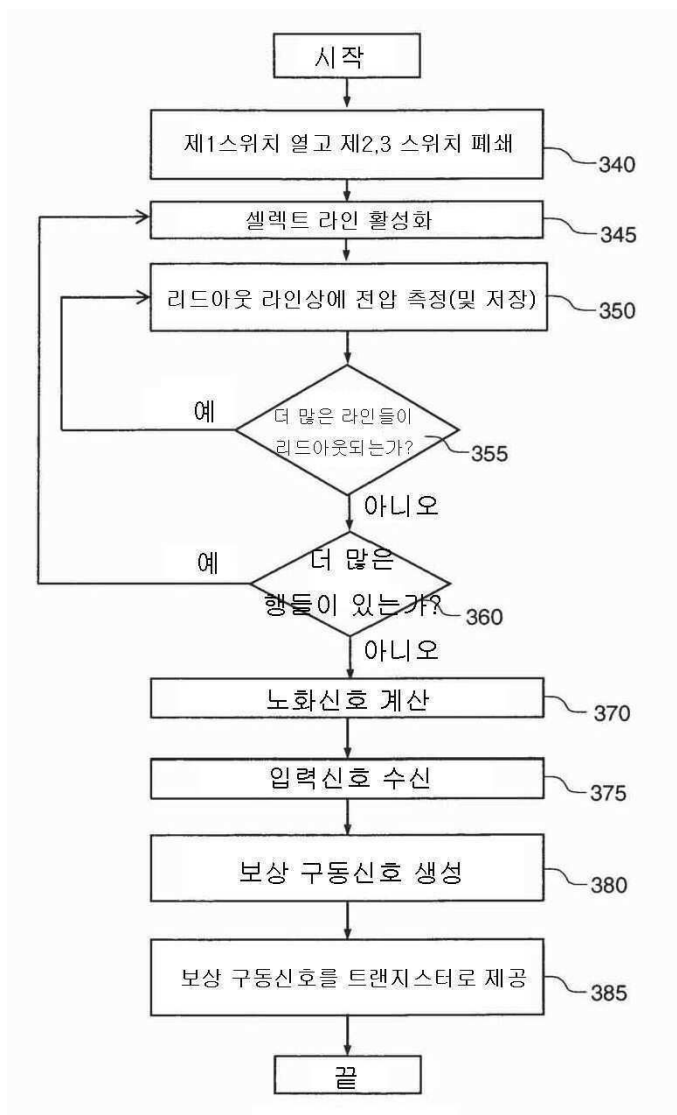 시작
제1스위치 열고 제2,3 스위치 폐쇄
340
셀렉트 라인 활성화
345
리드아웃 라인상에 전압 측정(및 저장)
350
예
더 많은 라인들이
리드아웃되는가?
355
아니오
예
더 많은
행들이 있는가?
360
아니오
노화신호 계산
370
입력신호 수신
375
보상 구동신호 생성
380
보상 구동신호를 트랜지스터로 제공
385
끝